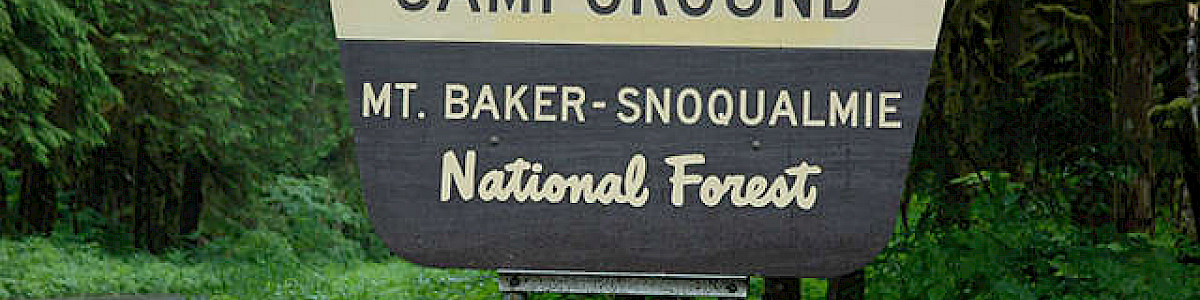 CAMPGROUND
MT. BAKER-SNOQUALMIE
National Forest